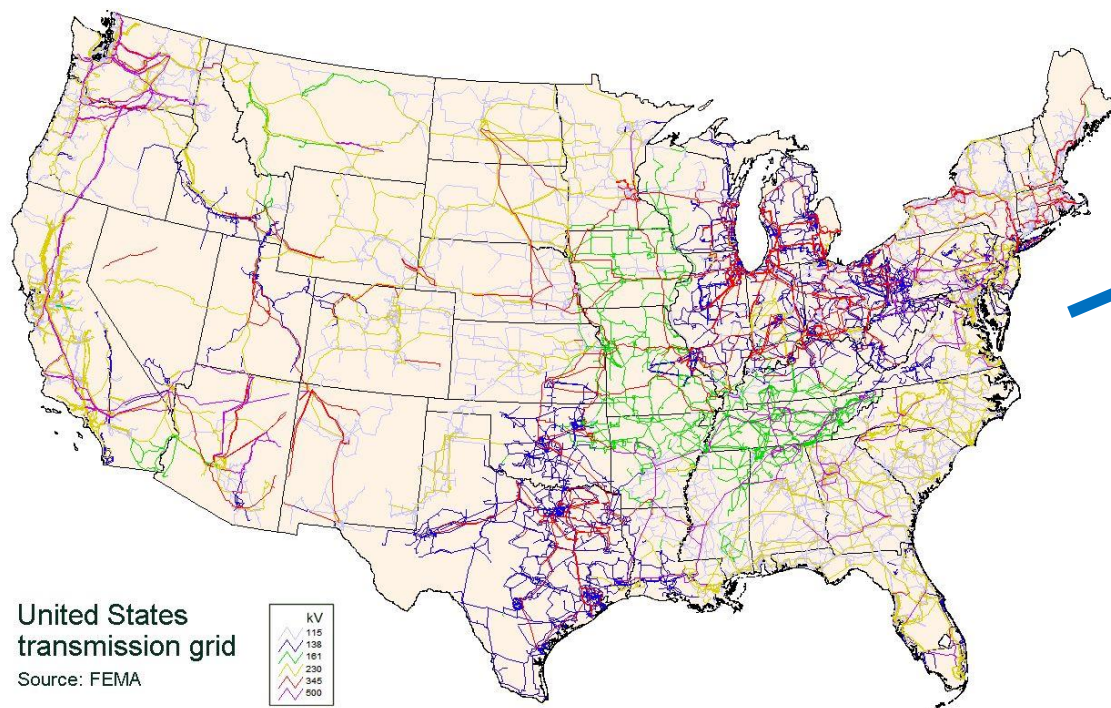 United States
transmission grid
Source: FEMA
kV
115
138
161
230
345
500